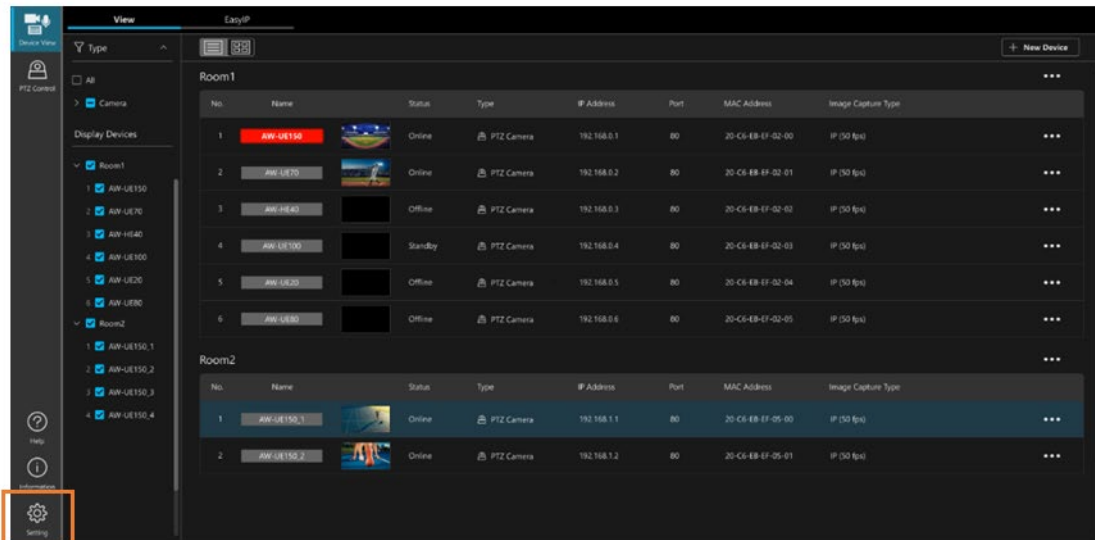 View EasyIP
Device View
Type
New Device
PTZ Control
All
Camera
Display Devices
Room1
1 AW-UE150
2 AW-UE70
3 AW-HE40
4 AW-UE100
5 AW-UE20
6 AW-UE80
Room2
1 AW-UE150_1
2 AW-UE150_2
3 AW-UE150_3
4 AW-UE150_4
Help
Information
Setting
Room1
No. Name Status Type IP Address Port MAC Address Image Capture Type
1 AW-UE150 Online PTZ Camera 192.168.0.1 80 20-C6-EB-EF-02-00 IP (50 fps)
2 AW-UE70 Online PTZ Camera 192.168.0.2 80 20-C6-EB-EF-02-01 IP (50 fps)
3 AW-HE40 Offline PTZ Camera 192.168.0.3 80 20-C6-EB-EF-02-02 IP (50 fps)
4 AW-UE100 Standby PTZ Camera 192.168.0.4 80 20-C6-EB-EF-02-03 IP (50 fps)
5 AW-UE20 Offline PTZ Camera 192.168.0.5 80 20-C6-EB-EF-02-04 IP (50 fps)
6 AW-UE80 Offline PTZ Camera 192.168.0.6 80 20-C6-EB-EF-02-05 IP (50 fps)
Room2
No. Name Status Type IP Address Port MAC Address Image Capture Type
1 AW-UE150_1 Online PTZ Camera 192.168.1.1 80 20-C6-EB-EF-05-00 IP (50 fps)
2 AW-UE150_2 Online PTZ Camera 192.168.1.2 80 20-C6-EB-EF-05-01 IP (50 fps)